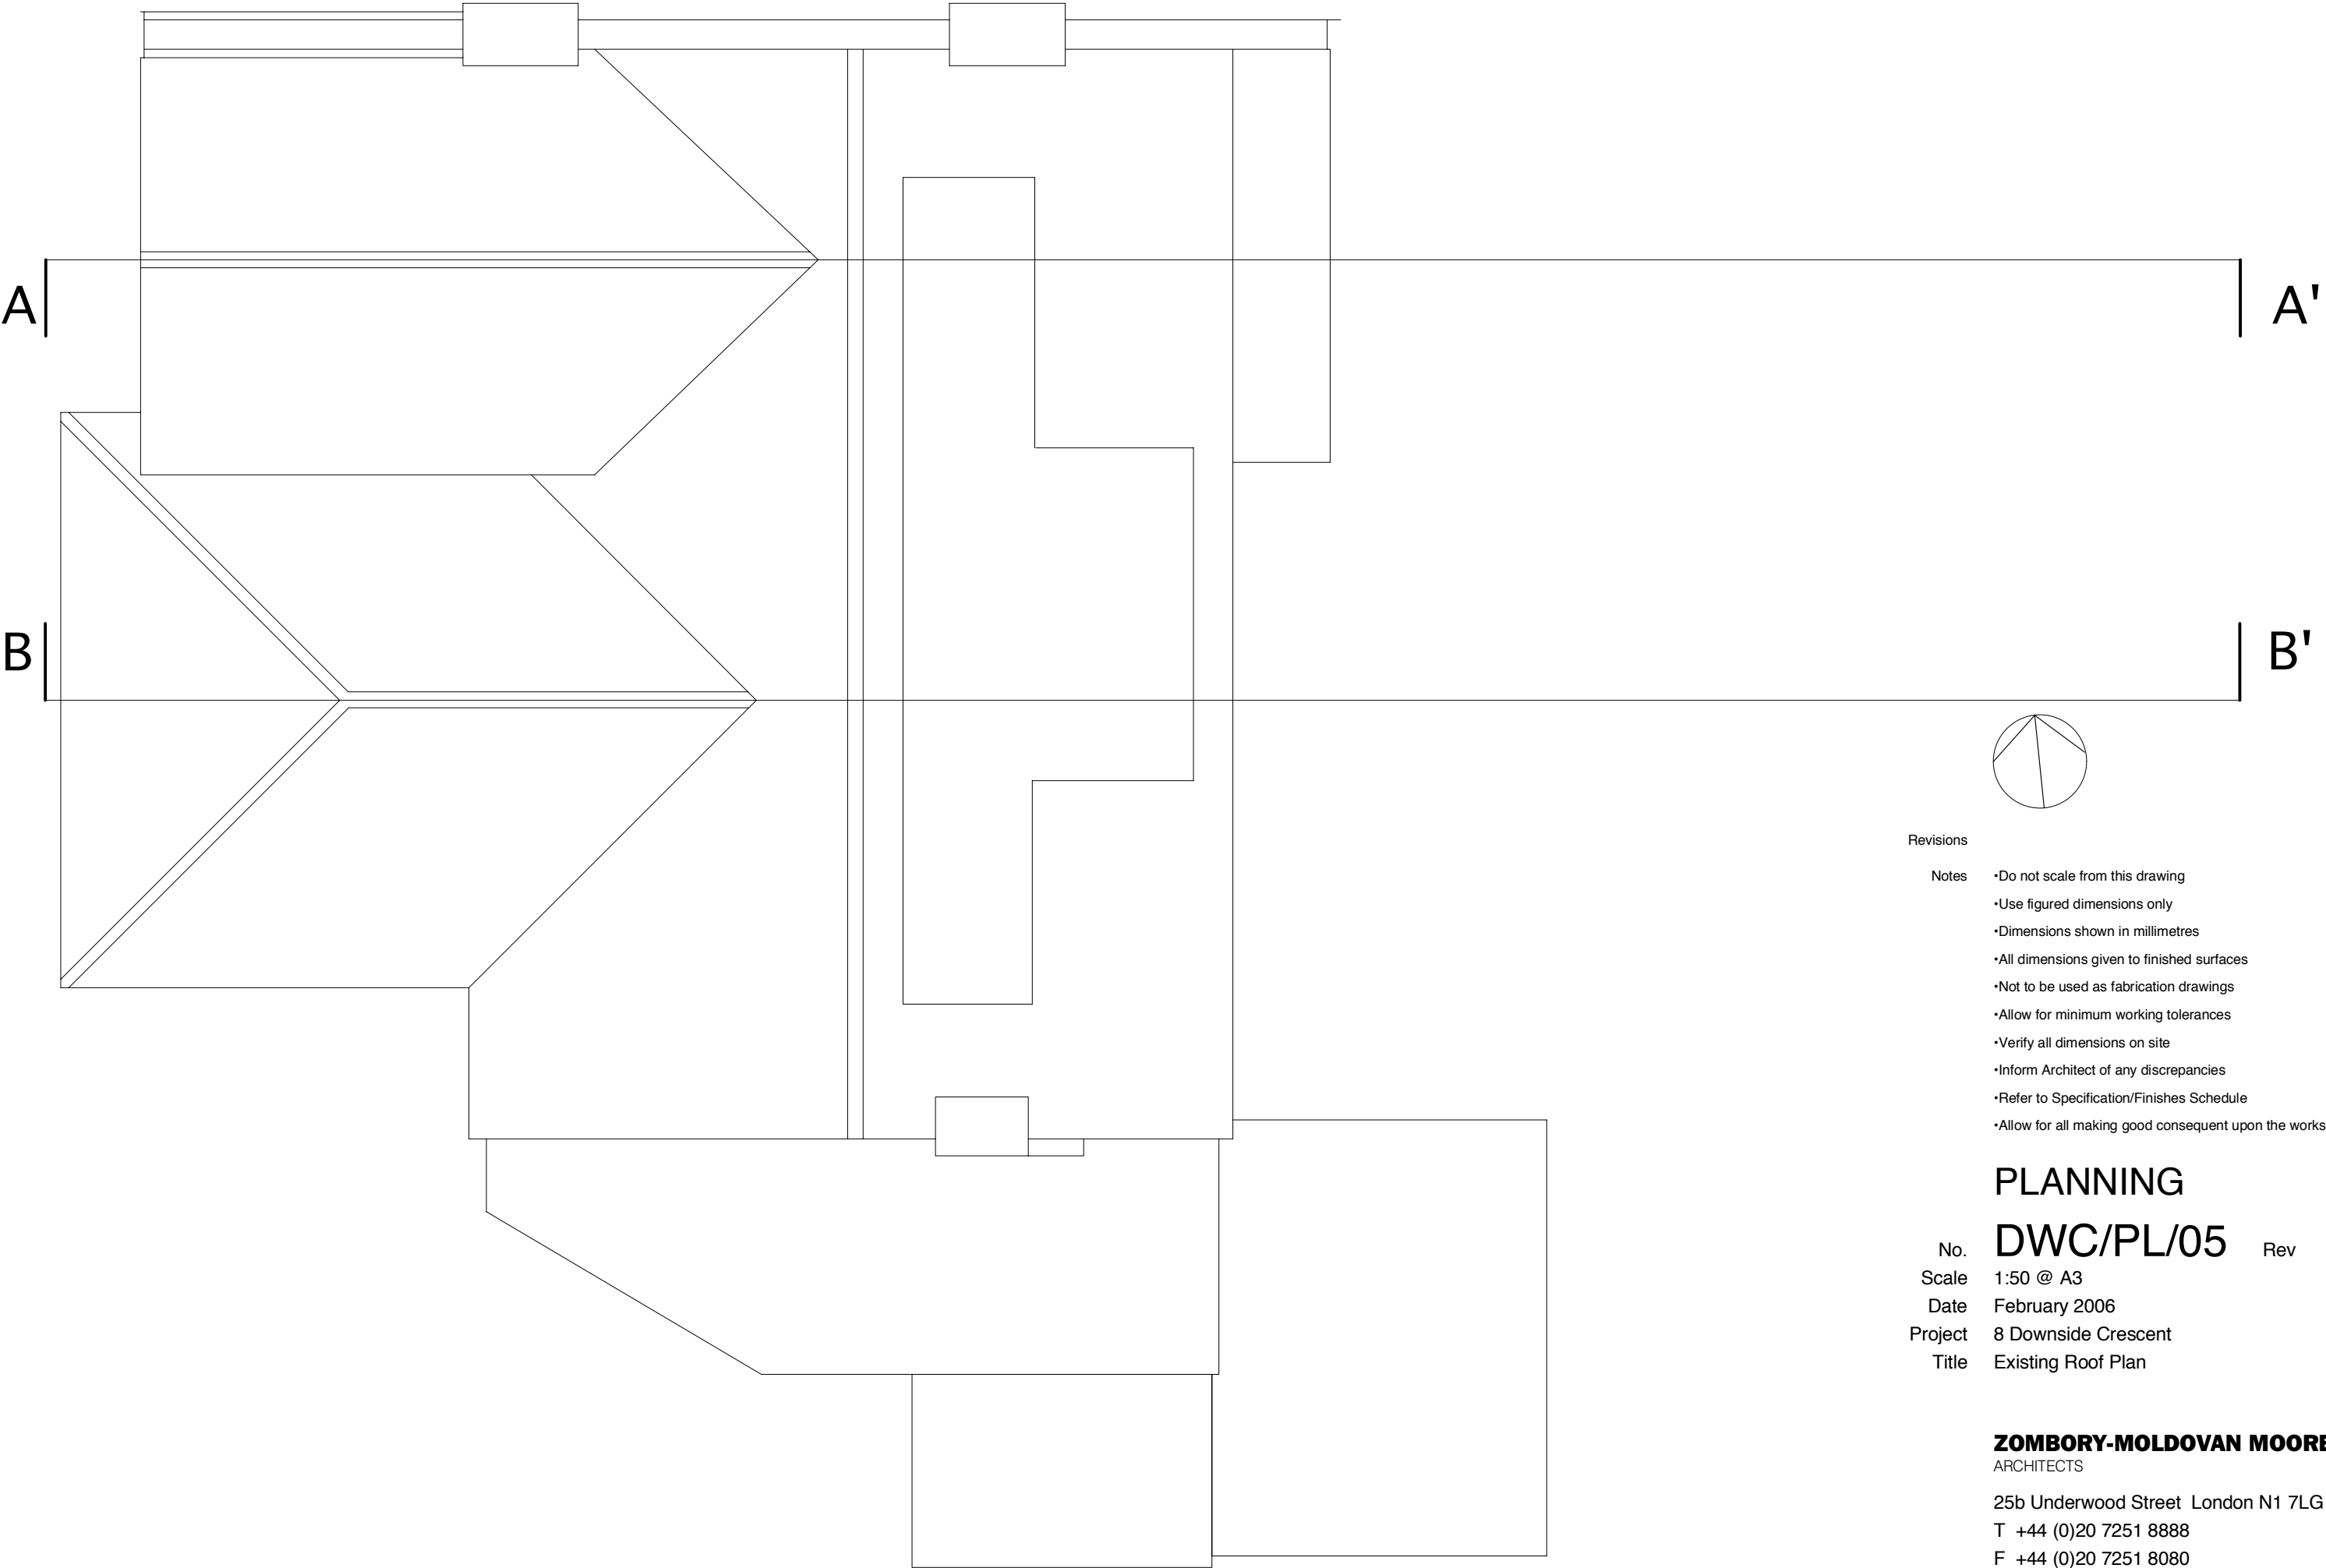 A
A'
B
B'
Revisions
Notes •Do not scale from this drawing
•Use figured dimensions only
•Dimensions shown in millimetres
•All dimensions given to finished surfaces
•Not to be used as fabrication drawings
•Allow for minimum working tolerances
•Verify all dimensions on site
•Inform Architect of any discrepancies
•Refer to Specification/Finishes Schedule
•Allow for all making good consequent upon the works
PLANNING
No. DWC/PL/05 Rev
Scale 1:50 @ A3
Date February 2006
Project 8 Downside Crescent
Title Existing Roof Plan
ZOMBORY-MOLDOVAN MOORE
ARCHITECTS
25b Underwood Street London N1 7LG
T +44 (0)20 7251 8888
F +44 (0)20 7251 8080